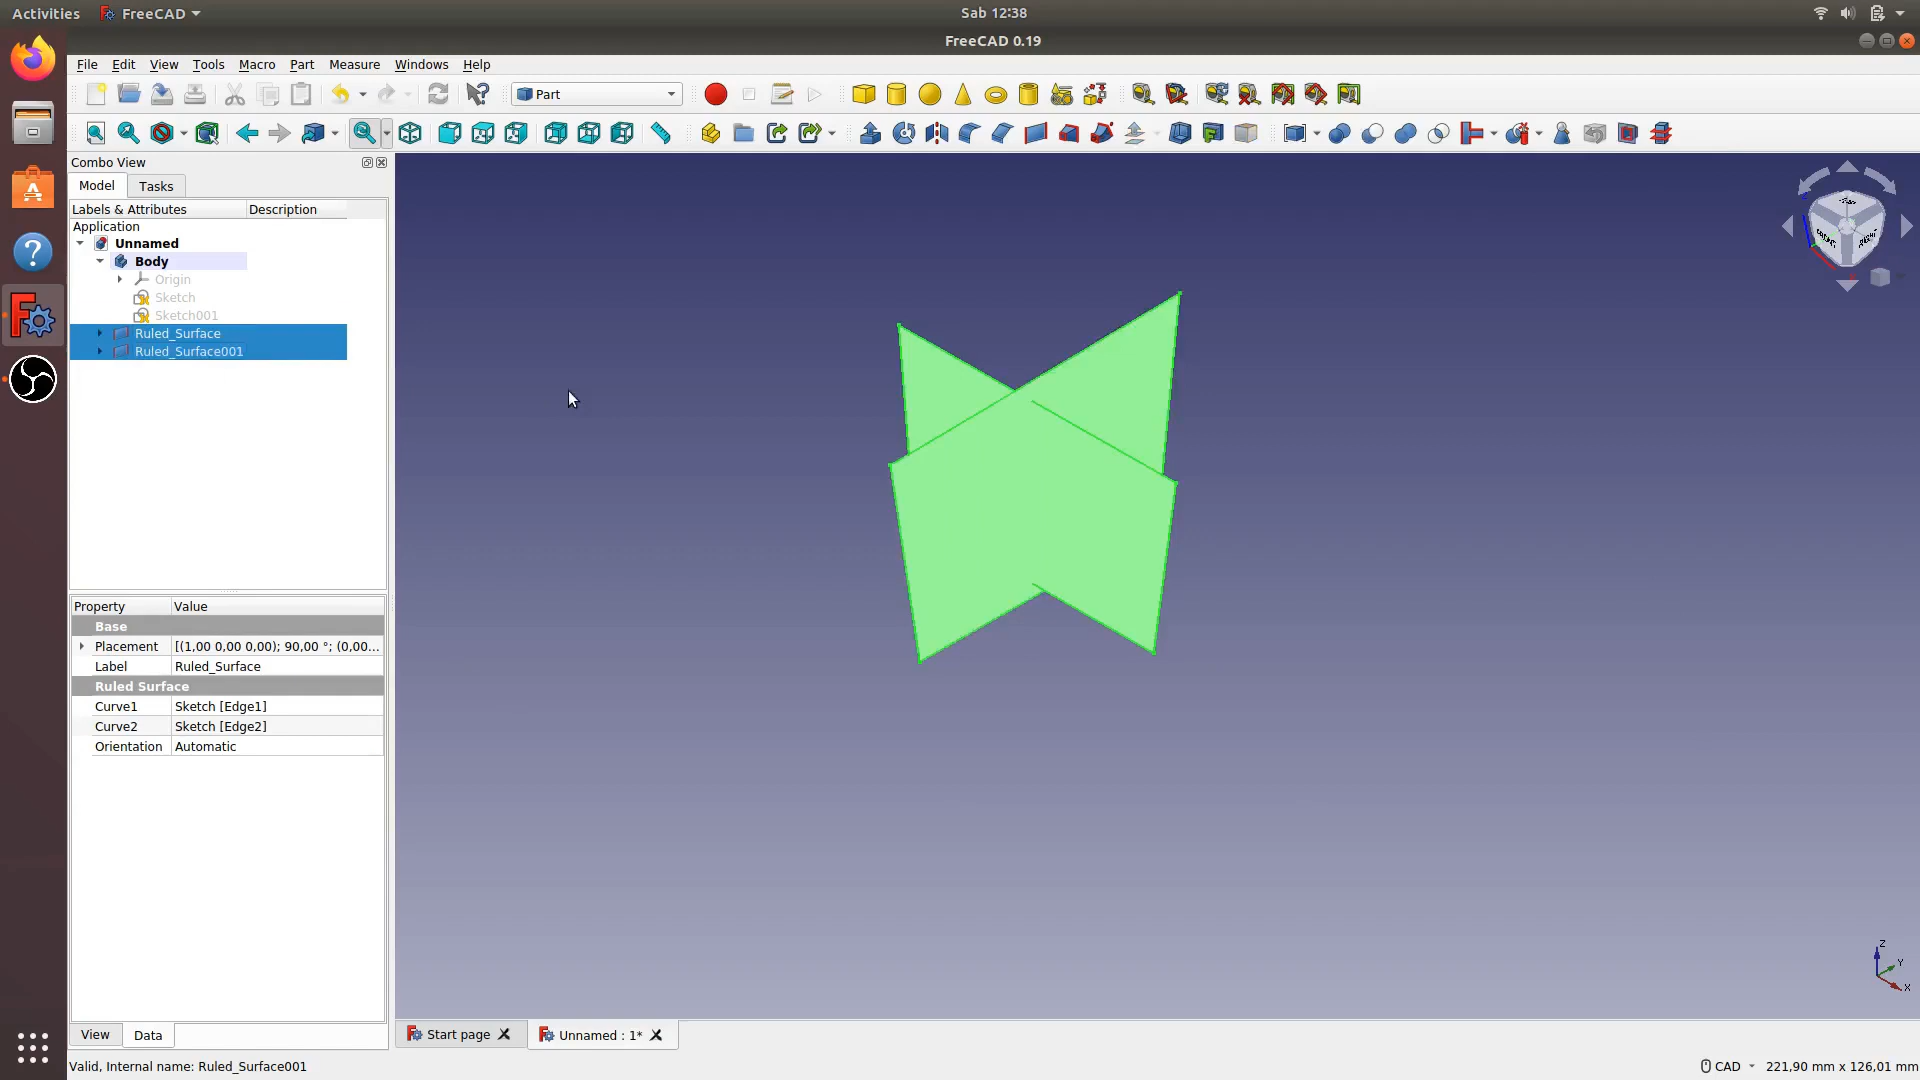 Activities FreeCAD Sab 12:38
FreeCAD 0.19
File Edit View Tools Macro Part Measure Windows Help
Part
Combo View
Model Tasks
Labels & Attributes Description
Application
Unnamed
Body
Origin
Sketch
Sketch001
Ruled_Surface
Ruled_Surface001
Property Value
Base
Placement [(1,00 0,00 0,00); 90,00 °; (0,00...
Label Ruled_Surface
Ruled Surface
Curve1 Sketch [Edge1]
Curve2 Sketch [Edge2]
Orientation Automatic
Z
Y
X
View Data
Start page Unnamed : 1*
Valid, Internal name: Ruled_Surface001 CAD 221,90 mm x 126,01 mm